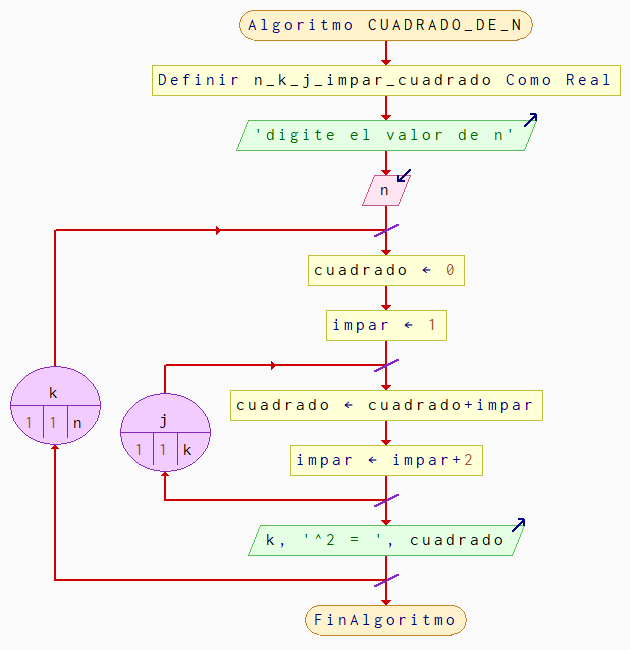 Algoritmo CUADRADO_DE_N
Definir n_k_j_impar_cuadrado Como Real
'digite el valor de n'
n
cuadrado ← 0
impar ← 1
k
1 1 n
j
1 1 k
cuadrado ← cuadrado+impar
impar ← impar+2
k, '^2 = ', cuadrado
FinAlgoritmo